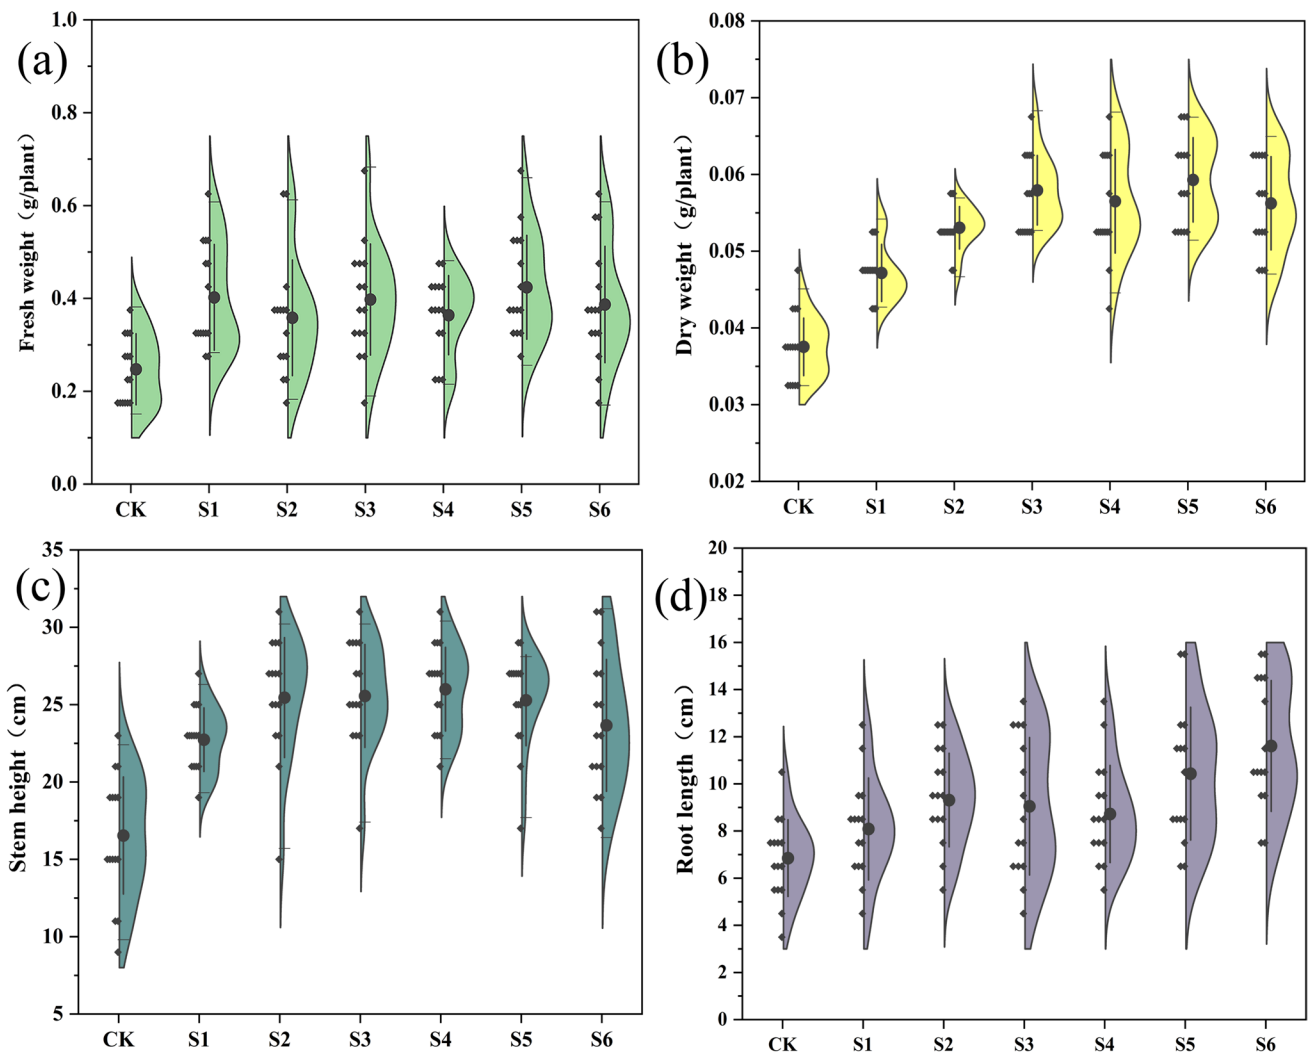 (a)
Fresh weight（g/plant）
1.0
0.8
0.6
0.4
0.2
0.0
CK S1 S2 S3 S4 S5 S6
(b)
Dry weight（g/plant）
0.08
0.07
0.06
0.05
0.04
0.03
0.02
CK S1 S2 S3 S4 S5 S6
(c)
Stem height（cm）
35
30
25
20
15
10
5
CK S1 S2 S3 S4 S5 S6
(d)
Root length（cm）
20
18
16
14
12
10
8
6
4
2
0
CK S1 S2 S3 S4 S5 S6